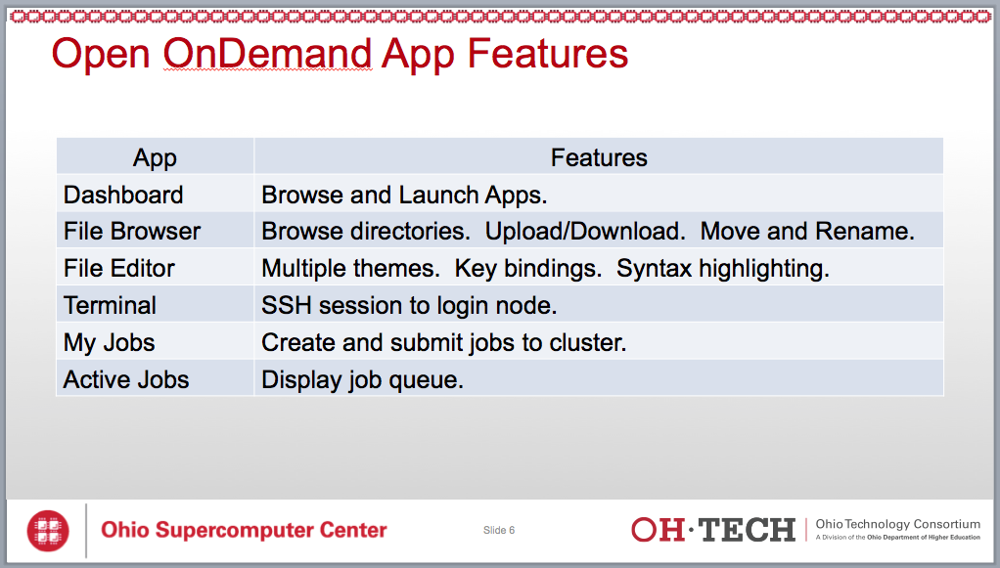 Open OnDemand App Features
App Features
Dashboard Browse and Launch Apps.
File Browser Browse directories.  Upload/Download.  Move and Rename.
File Editor Multiple themes.  Key bindings.  Syntax highlighting.
Terminal SSH session to login node.
My Jobs Create and submit jobs to cluster.
Active Jobs Display job queue.
Ohio Supercomputer Center
Slide 6
OH·TECH
Ohio Technology Consortium
A Division of the Ohio Department of Higher Education